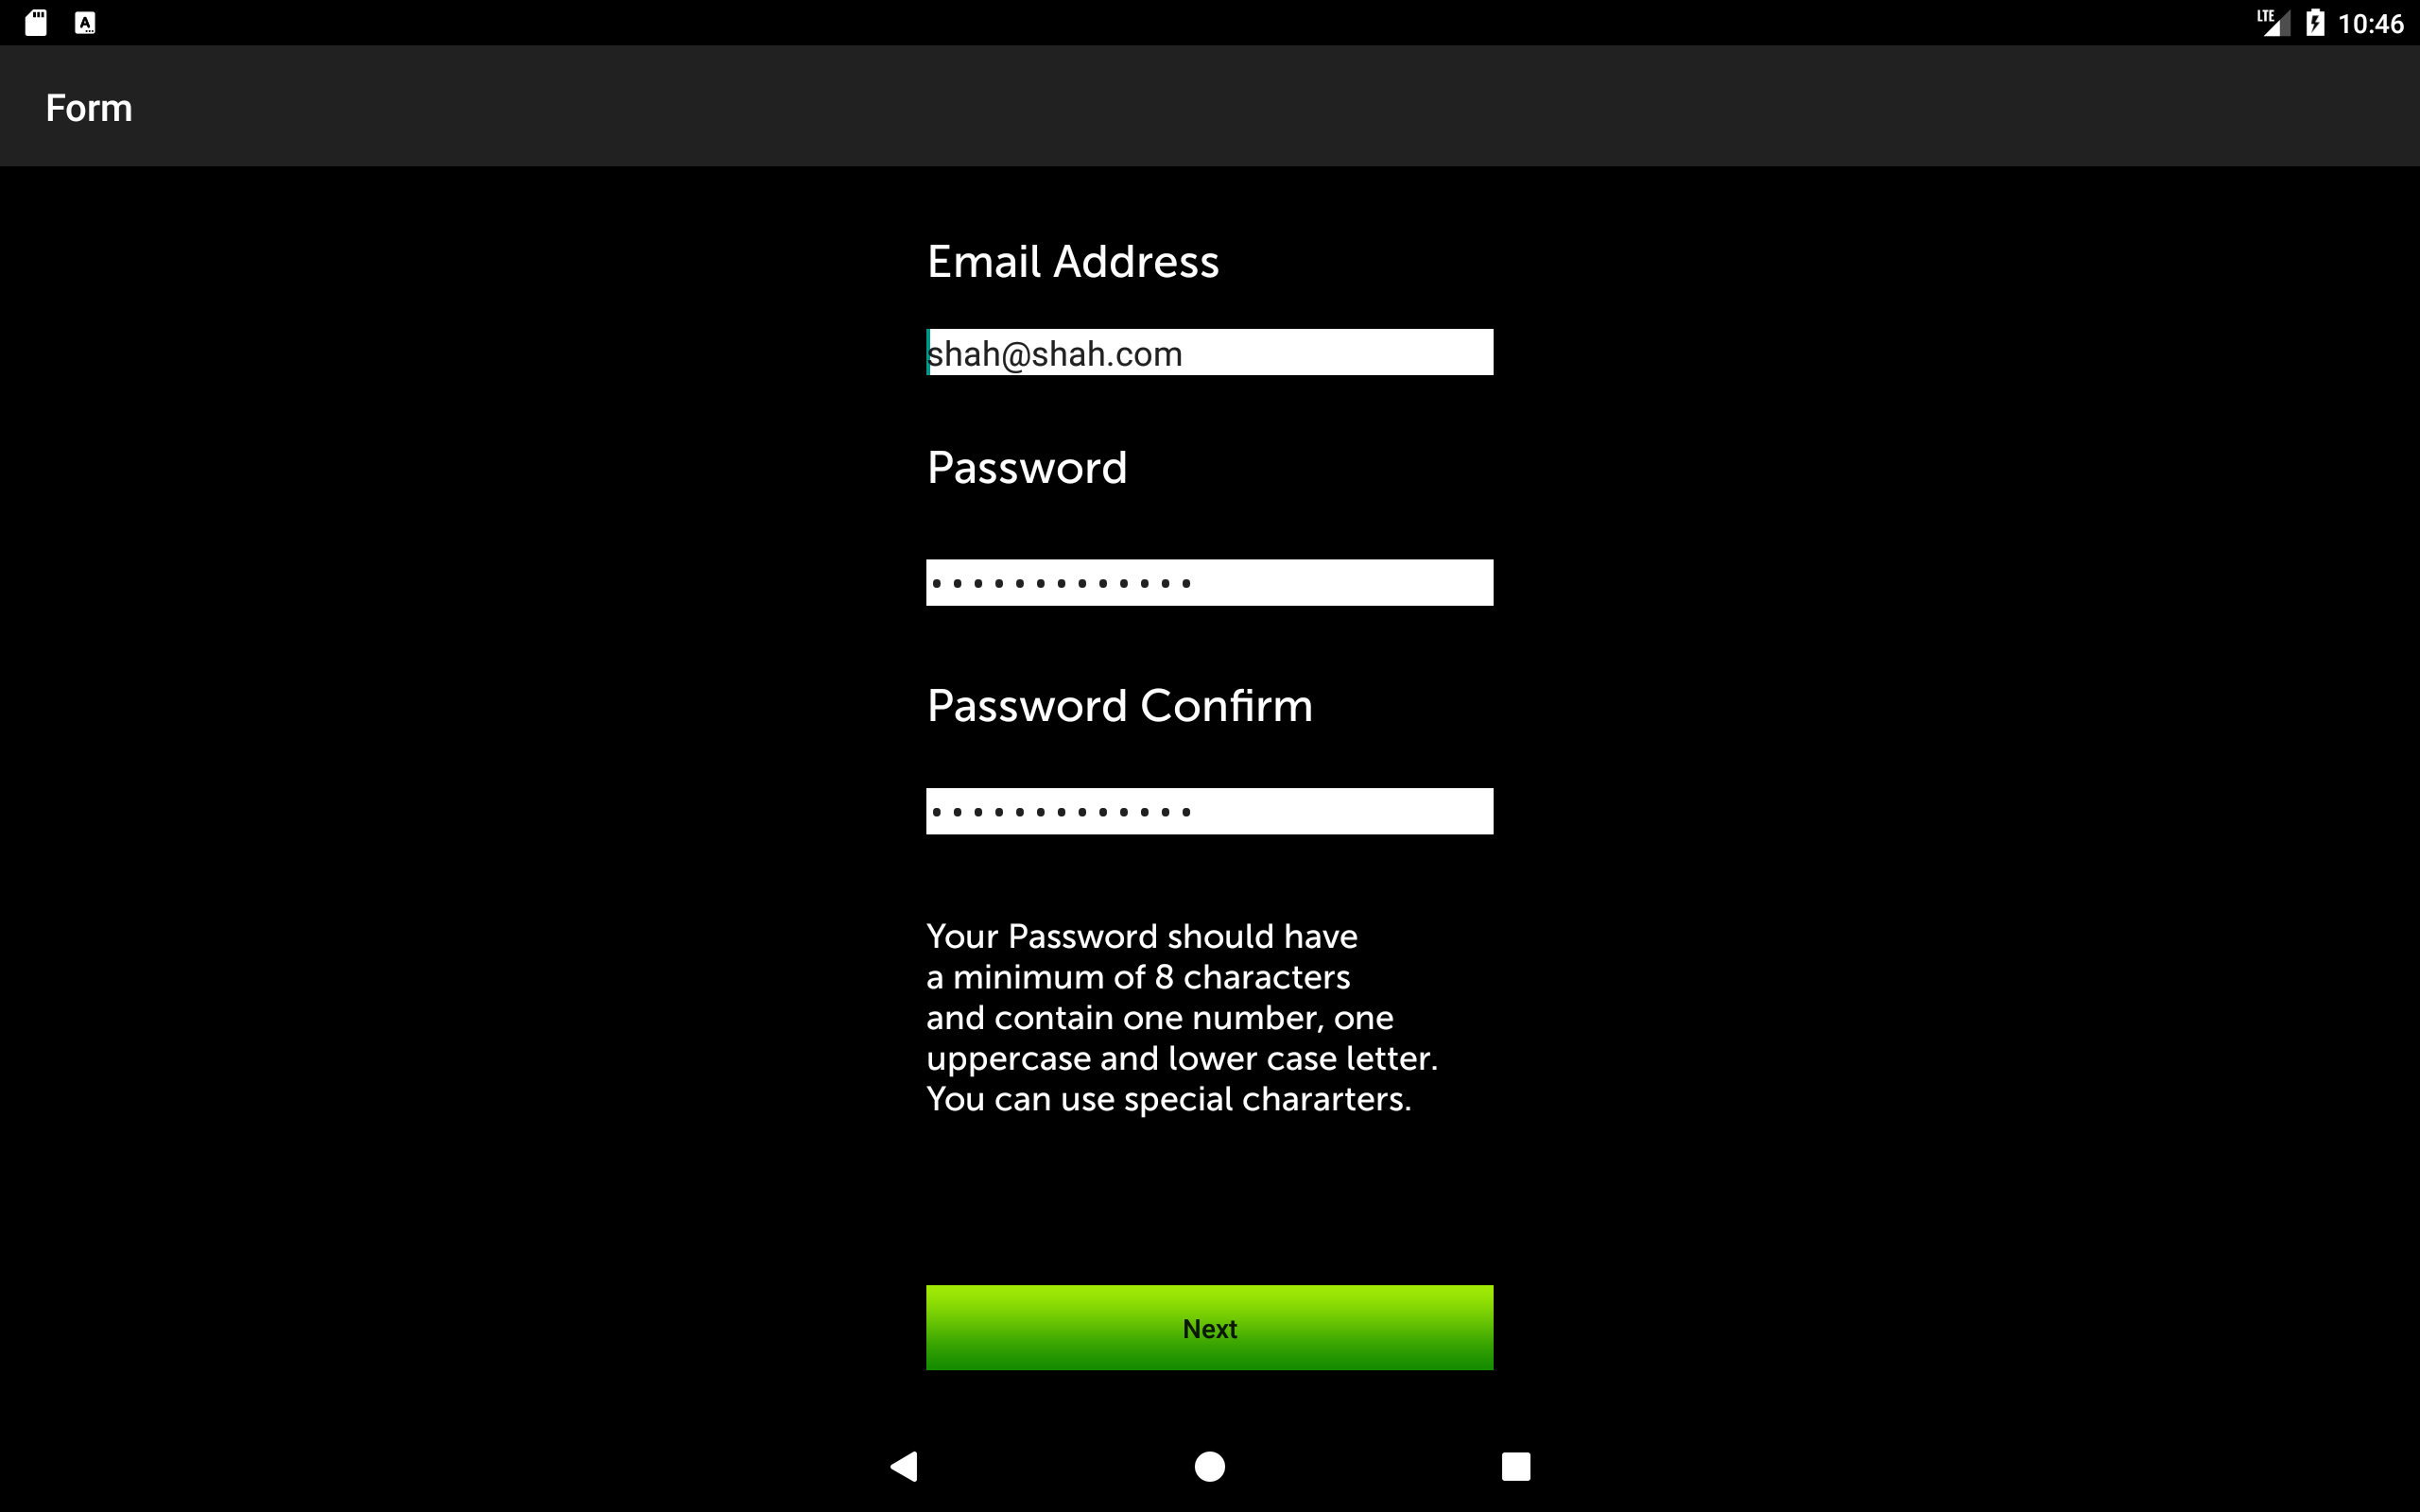 LTE 10:46
Form
Email Address
shah@shah.com
Password
•••••••••••••
Password Confirm
•••••••••••••
Your Password should have
a minimum of 8 characters
and contain one number, one
uppercase and lower case letter.
You can use special chararters.
Next